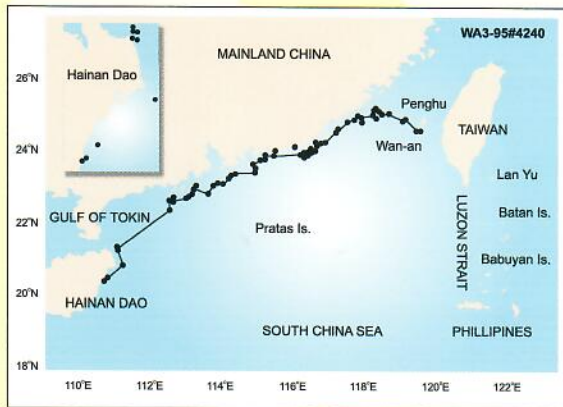 WA3-95#4240
Hainan Dao
MAINLAND CHINA
26°N
24°N
22°N
20°N
18°N
Penghu
TAIWAN
Wan-an
Lan Yu
GULF OF TOKIN
Pratas Is.
LUZON STRAIT
Batan Is.
Babuyan Is.
HAINAN DAO
SOUTH CHINA SEA
PHILLIPINES
110°E 112°E 114°E 116°E 118°E 120°E 122°E